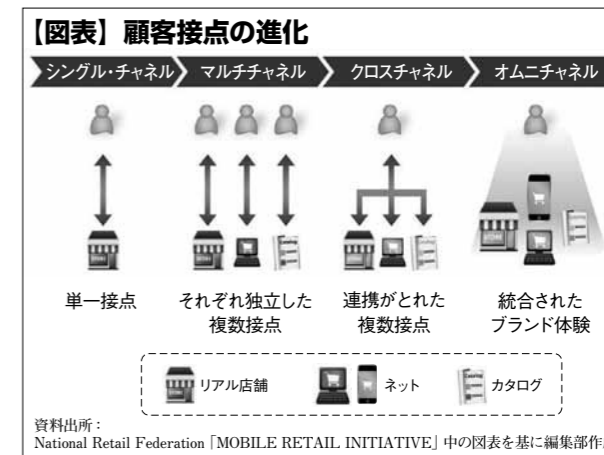 【図表】顧客接点の進化
シングル・チャネル マルチチャネル クロスチャネル オムニチャネル
単一接点
それぞれ独立した
複数接点
連携がとれた
複数接点
統合された
ブランド体験
リアル店舗 ネット カタログ
資料出所：
National Retail Federation「MOBILE RETAIL INITIATIVE」中の図表を基に編集部作